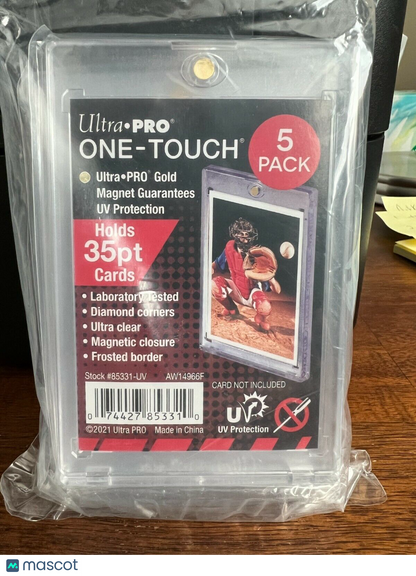 Ultra•PRO®
ONE-TOUCH®
5
PACK
Ultra•PRO® Gold
Magnet Guarantees
UV Protection
Holds
35pt
Cards
• Laboratory tested
• Diamond corners
• Ultra clear
• Magnetic closure
• Frosted border
Stock #85331-UV AW14966F
CARD NOT INCLUDED
0 74427 85331 0
UV
UV Protection
©2021 Ultra PRO Made in China
mascot